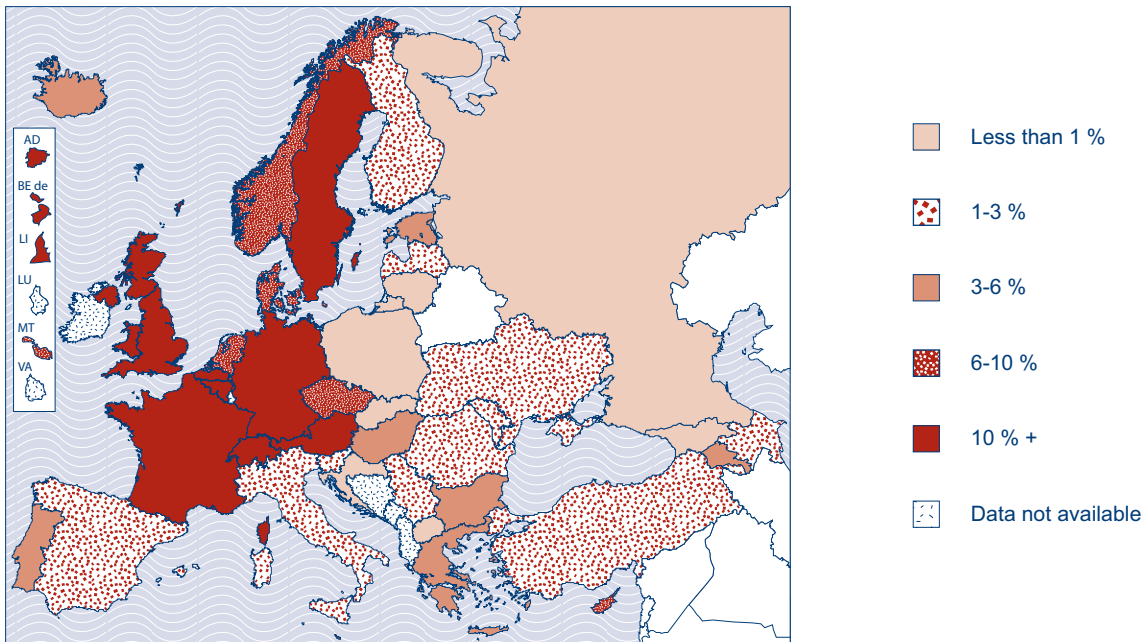 AD
BE de
LI
LU
MT
VA
Less than 1 %
1-3 %
3-6 %
6-10 %
10 % +
Data not available